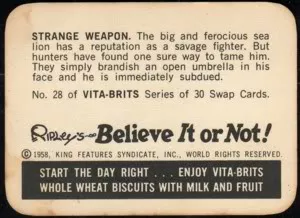 STRANGE WEAPON. The big and ferocious sea
lion has a reputation as a savage fighter. But
hunters have found one sure way to tame him.
They simply brandish an open umbrella in his
face and he is immediately subdued.
No. 28 of VITA-BRITS Series of 30 Swap Cards.
Ripley's Believe It or Not!
© 1958, KING FEATURES SYNDICATE, INC., WORLD RIGHTS RESERVED.
START THE DAY RIGHT . . . ENJOY VITA-BRITS
WHOLE WHEAT BISCUITS WITH MILK AND FRUIT